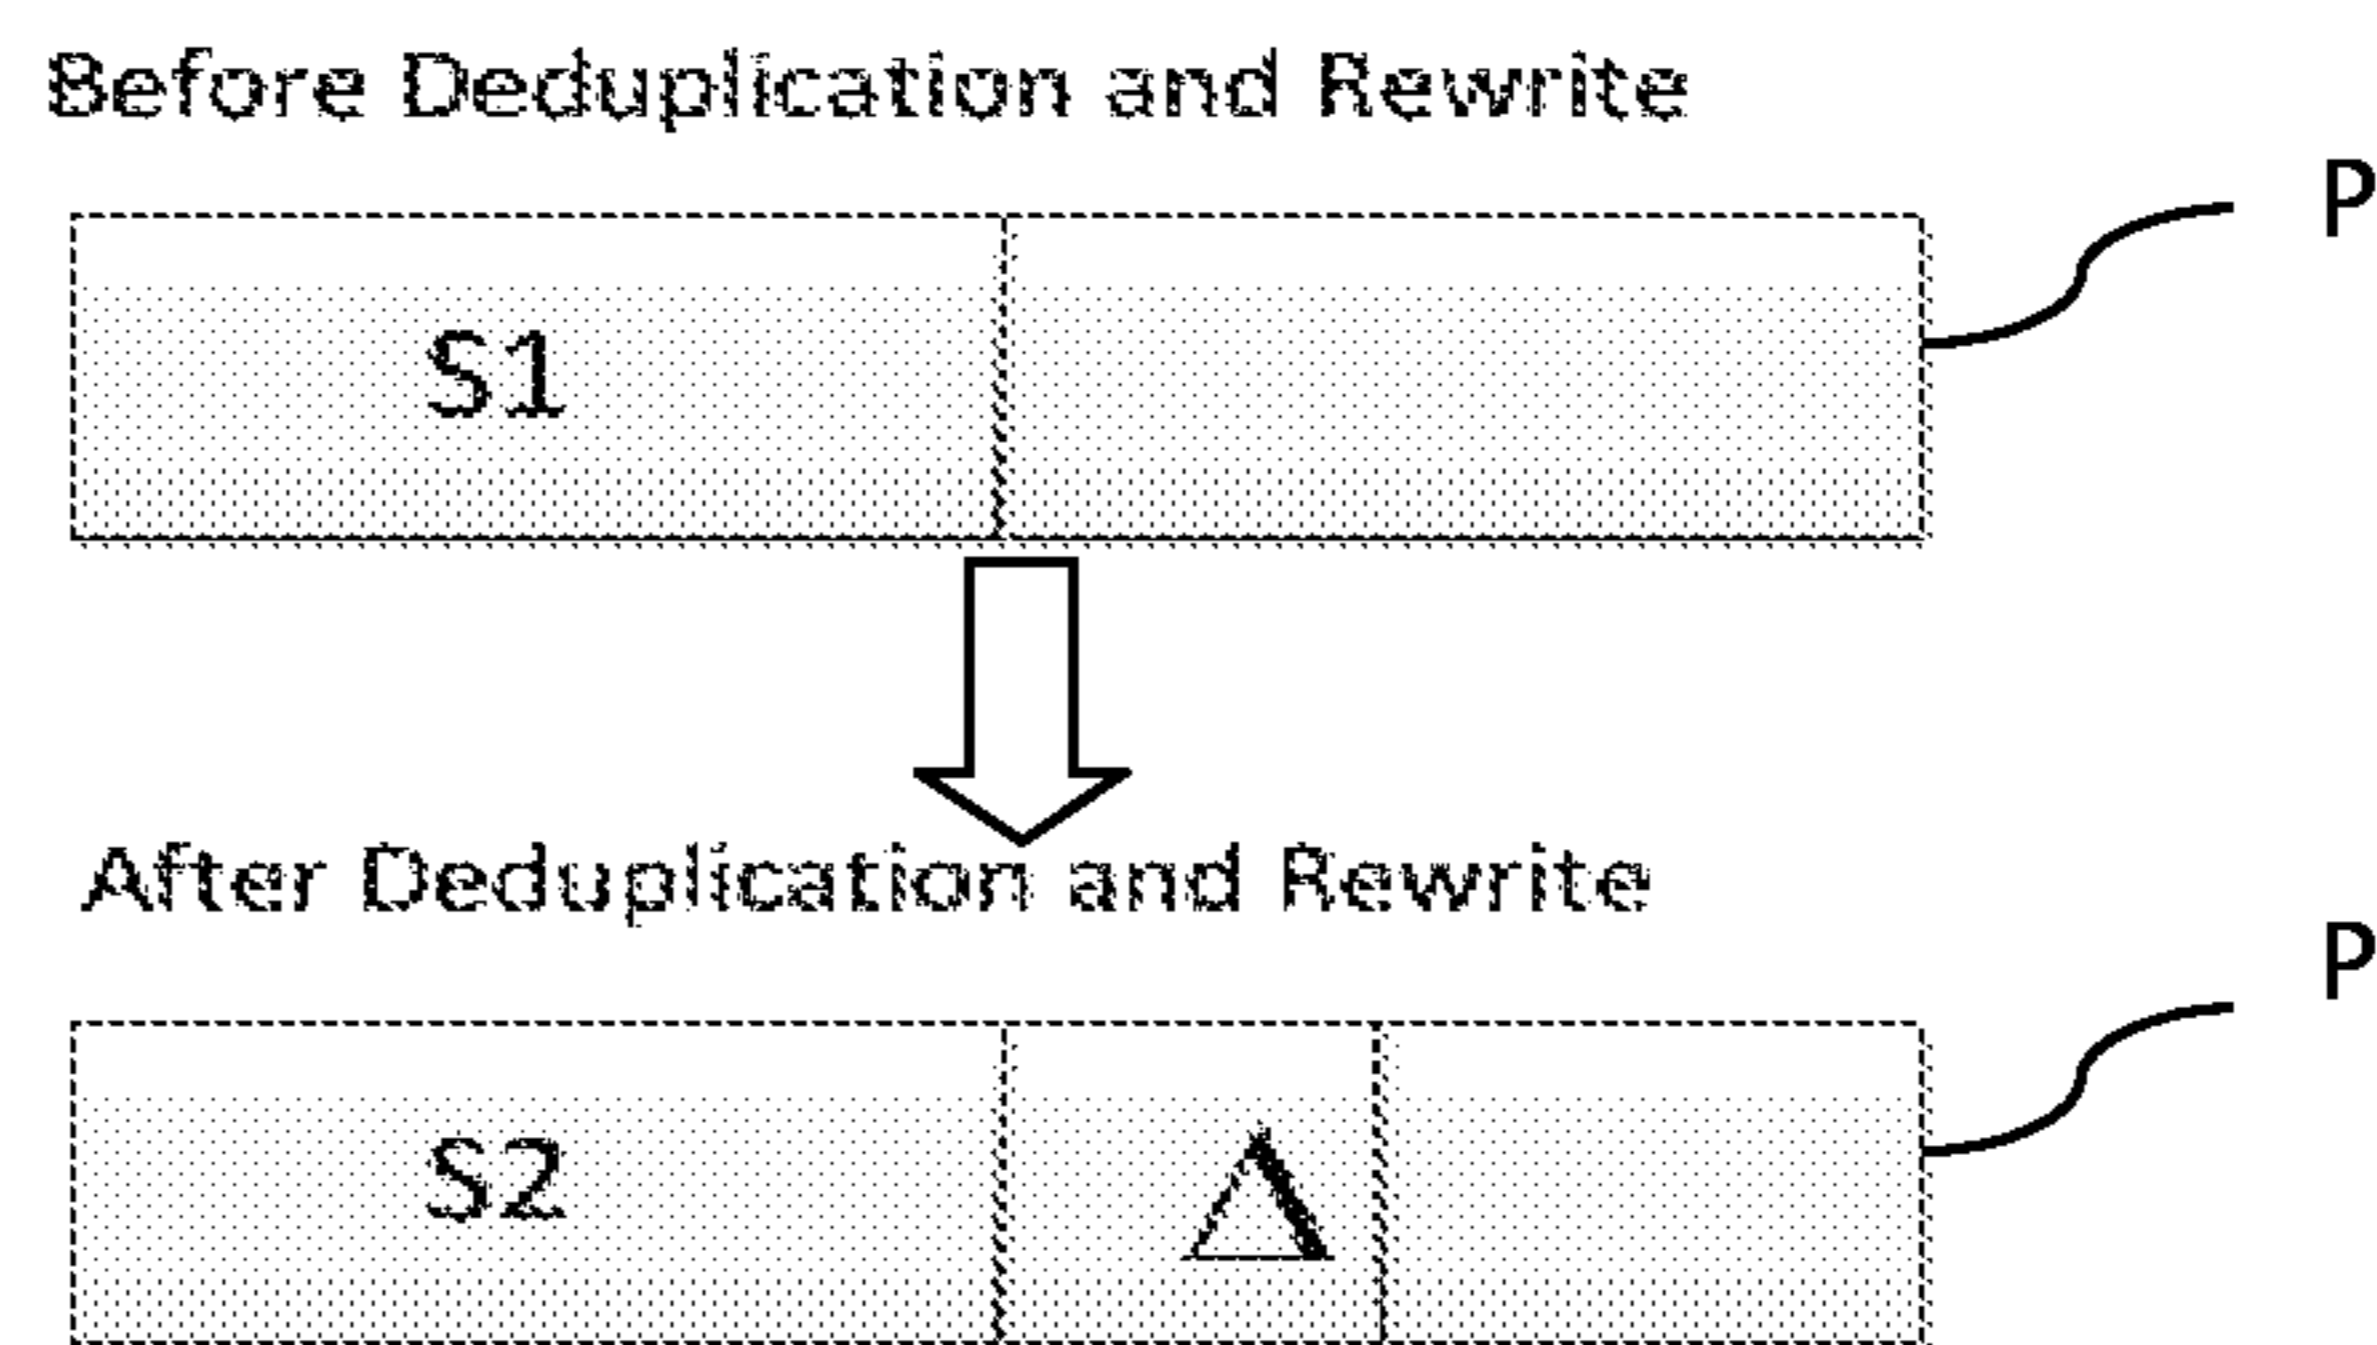 Before Deduplication and Rewrite
P
S1
After Deduplication and Rewrite
P
S2
Δ